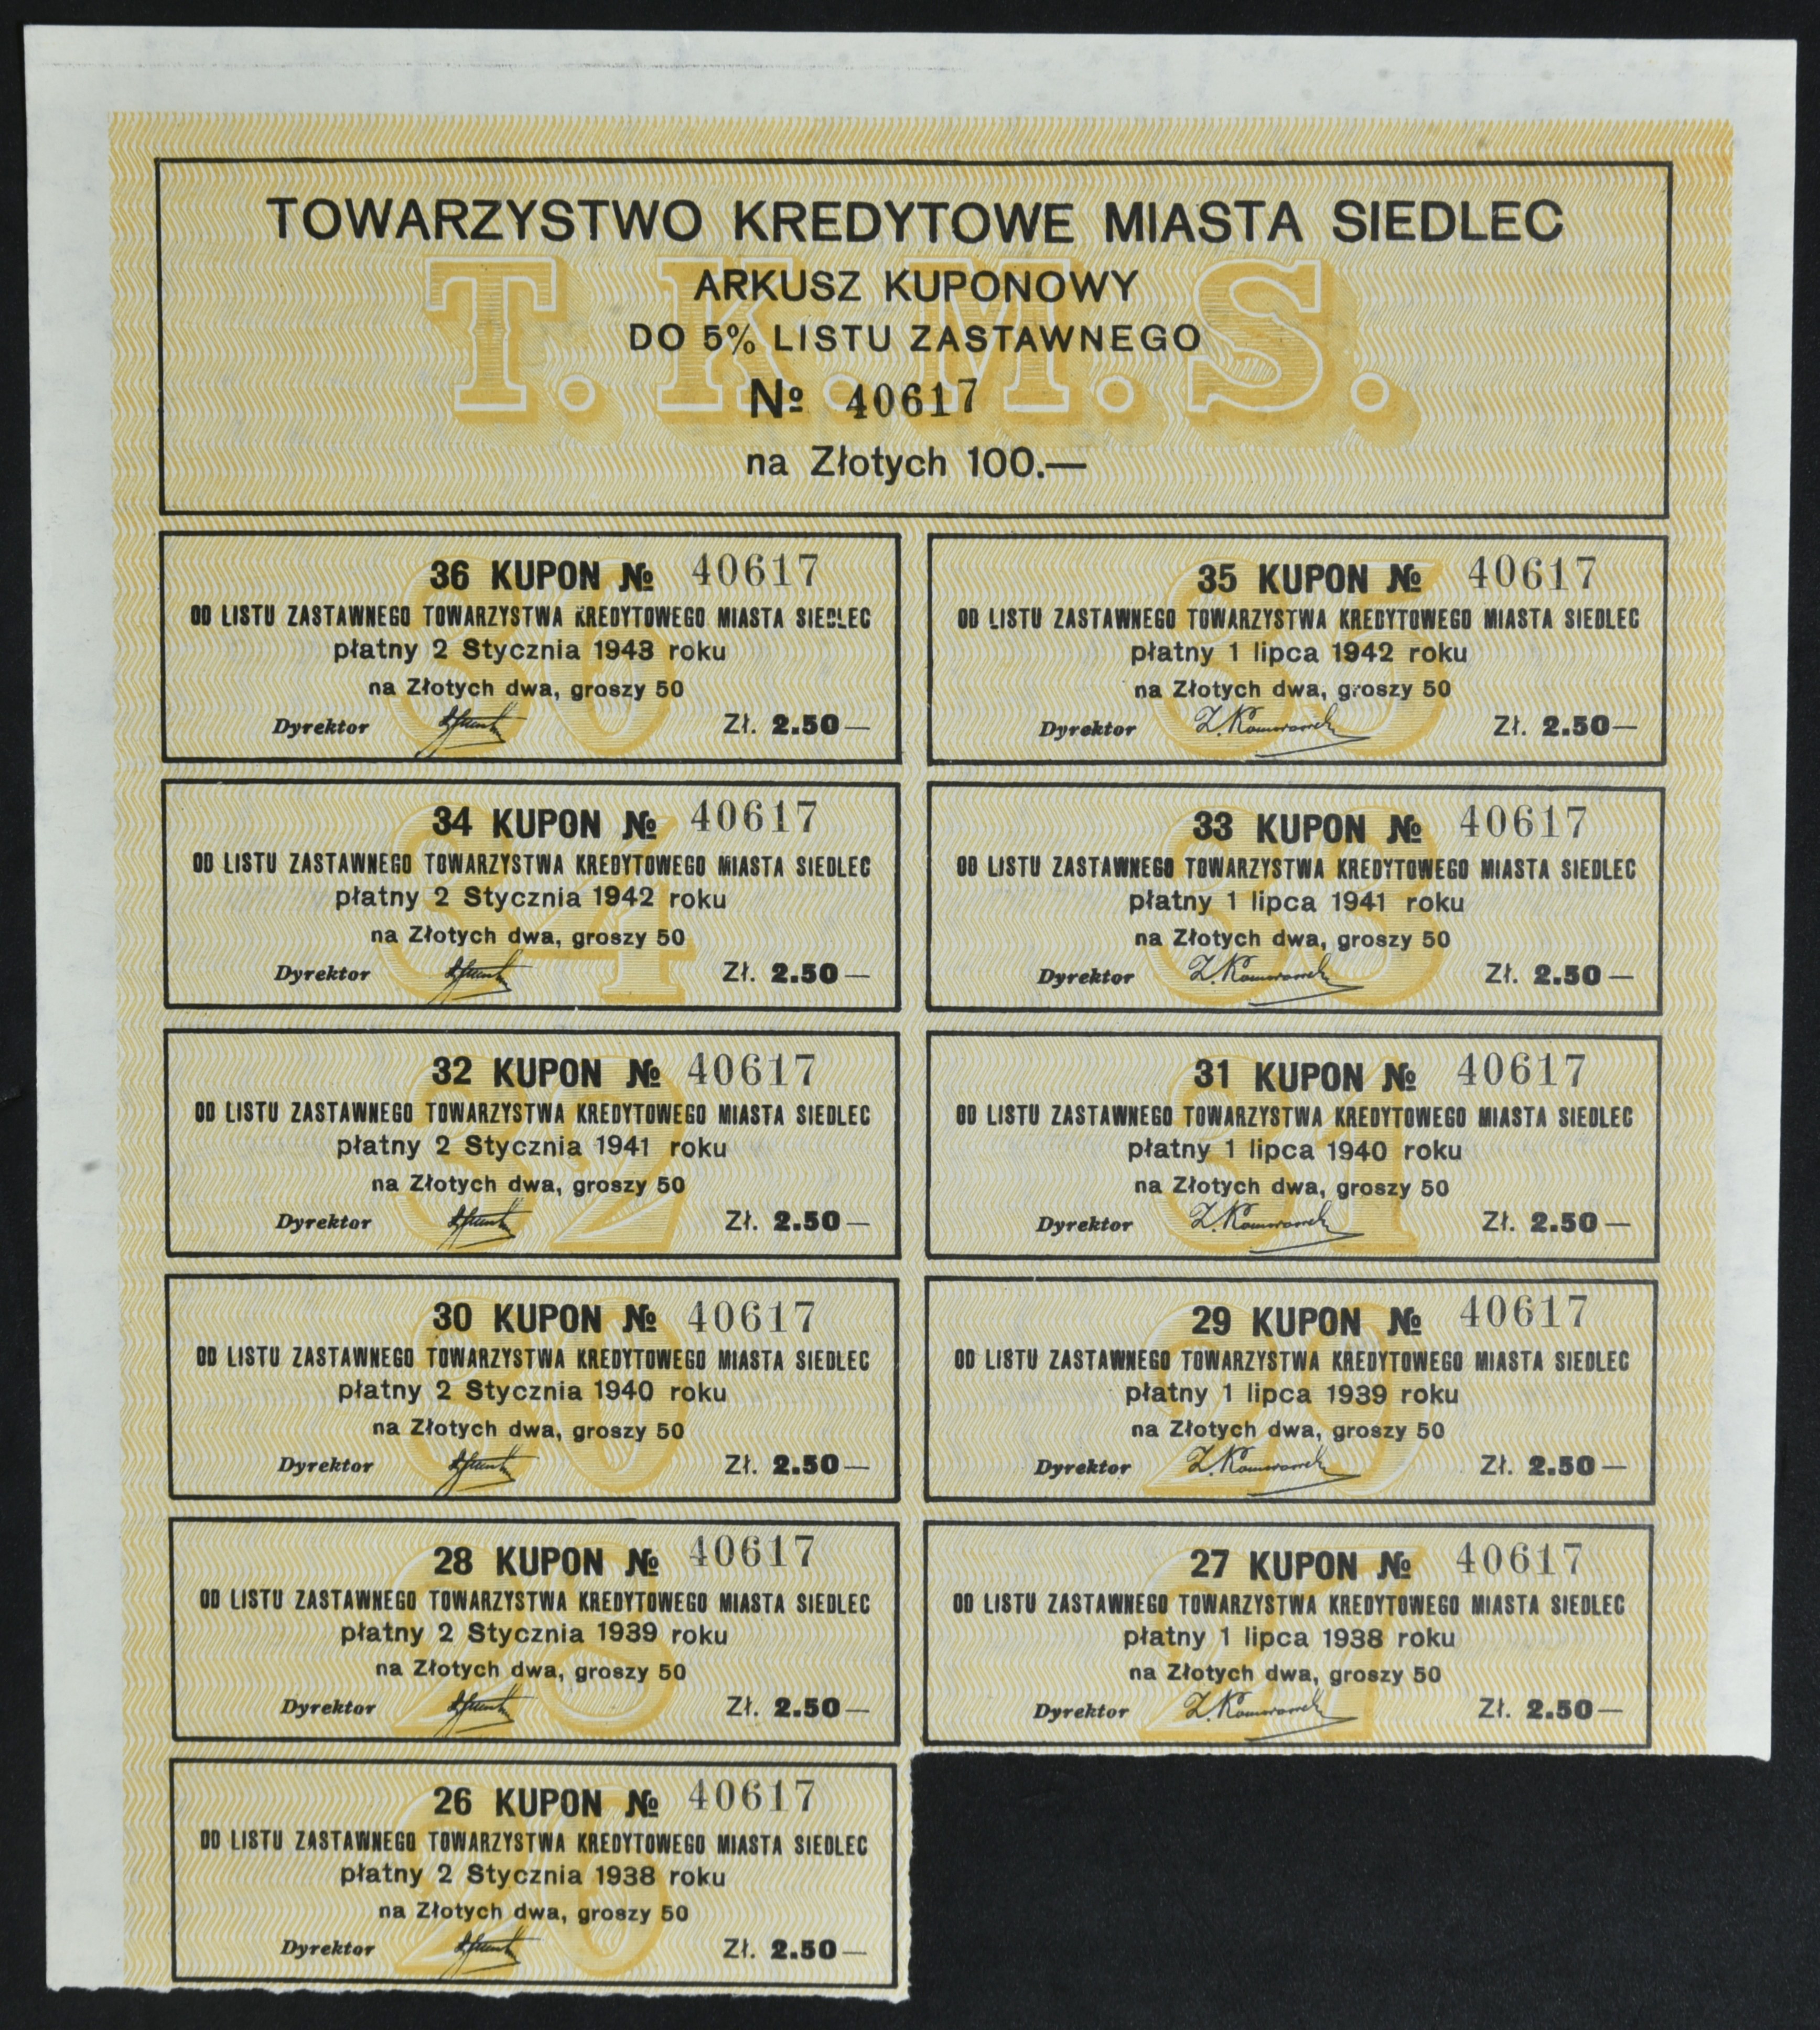 TOWARZYSTWO KREDYTOWE MIASTA SIEDLEC
T.K.M.S.
ARKUSZ KUPONOWY
DO 5% LISTU ZASTAWNEGO
№ 40617
na Złotych 100.—
36 KUPON № 40617
OD LISTU ZASTAWNEGO TOWARZYSTWA KREDYTOWEGO MIASTA SIEDLEC
płatny 2 Stycznia 1943 roku
na Złotych dwa, groszy 50
Dyrektor Zł. 2.50—
35 KUPON № 40617
OD LISTU ZASTAWNEGO TOWARZYSTWA KREDYTOWEGO MIASTA SIEDLEC
płatny 1 lipca 1942 roku
na Złotych dwa, groszy 50
Dyrektor Zł. 2.50—
34 KUPON № 40617
OD LISTU ZASTAWNEGO TOWARZYSTWA KREDYTOWEGO MIASTA SIEDLEC
płatny 2 Stycznia 1942 roku
na Złotych dwa, groszy 50
Dyrektor Zł. 2.50—
33 KUPON № 40617
OD LISTU ZASTAWNEGO TOWARZYSTWA KREDYTOWEGO MIASTA SIEDLEC
płatny 1 lipca 1941 roku
na Złotych dwa, groszy 50
Dyrektor Zł. 2.50—
32 KUPON № 40617
OD LISTU ZASTAWNEGO TOWARZYSTWA KREDYTOWEGO MIASTA SIEDLEC
płatny 2 Stycznia 1941 roku
na Złotych dwa, groszy 50
Dyrektor Zł. 2.50—
31 KUPON № 40617
OD LISTU ZASTAWNEGO TOWARZYSTWA KREDYTOWEGO MIASTA SIEDLEC
płatny 1 lipca 1940 roku
na Złotych dwa, groszy 50
Dyrektor Zł. 2.50—
30 KUPON № 40617
OD LISTU ZASTAWNEGO TOWARZYSTWA KREDYTOWEGO MIASTA SIEDLEC
płatny 2 Stycznia 1940 roku
na Złotych dwa, groszy 50
Dyrektor Zł. 2.50—
29 KUPON № 40617
OD LISTU ZASTAWNEGO TOWARZYSTWA KREDYTOWEGO MIASTA SIEDLEC
płatny 1 lipca 1939 roku
na Złotych dwa, groszy 50
Dyrektor Zł. 2.50—
28 KUPON № 40617
OD LISTU ZASTAWNEGO TOWARZYSTWA KREDYTOWEGO MIASTA SIEDLEC
płatny 2 Stycznia 1939 roku
na Złotych dwa, groszy 50
Dyrektor Zł. 2.50—
27 KUPON № 40617
OD LISTU ZASTAWNEGO TOWARZYSTWA KREDYTOWEGO MIASTA SIEDLEC
płatny 1 lipca 1938 roku
na Złotych dwa, groszy 50
Dyrektor Zł. 2.50—
26 KUPON № 40617
OD LISTU ZASTAWNEGO TOWARZYSTWA KREDYTOWEGO MIASTA SIEDLEC
płatny 2 Stycznia 1938 roku
na Złotych dwa, groszy 50
Dyrektor Zł. 2.50—